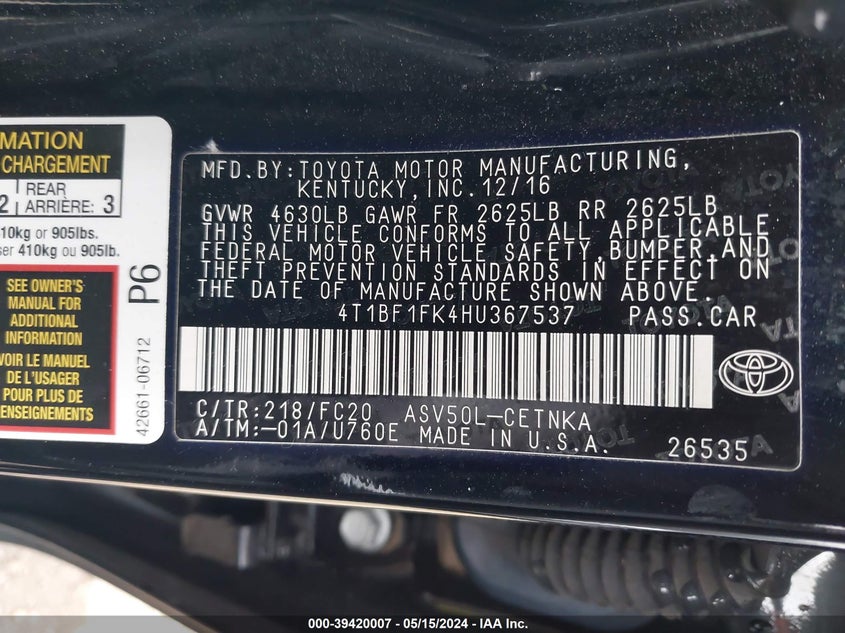 MATION
CHARGEMENT
2 REAR ARRIÈRE: 3
10kg or 905lbs.
ser 410kg ou 905lb.
SEE OWNER'S
MANUAL FOR
ADDITIONAL
INFORMATION
VOIR LE MANUEL
DE L'USAGER
POUR PLUS DE
RENSEIGNEMENTS
P6
42661-06712
MFD.BY:TOYOTA MOTOR MANUFACTURING,
KENTUCKY,INC.12/16
GVWR 4630LB GAWR FR 2625LB RR 2625LB
THIS VEHICLE CONFORMS TO ALL APPLICABLE
FEDERAL MOTOR VEHICLE SAFETY,BUMPER,AND
THEFT PREVENTION STANDARDS IN EFFECT ON
THE DATE OF MANUFACTURE SHOWN ABOVE.
4T1BF1FK4HU367537 PASS.CAR
C/TR:218/FC20 ASV50L-CETNKA
A/TM:-01A/U760E MADE IN U.S.A.
26535
000-39420007 - 05/15/2024 - IAA Inc.